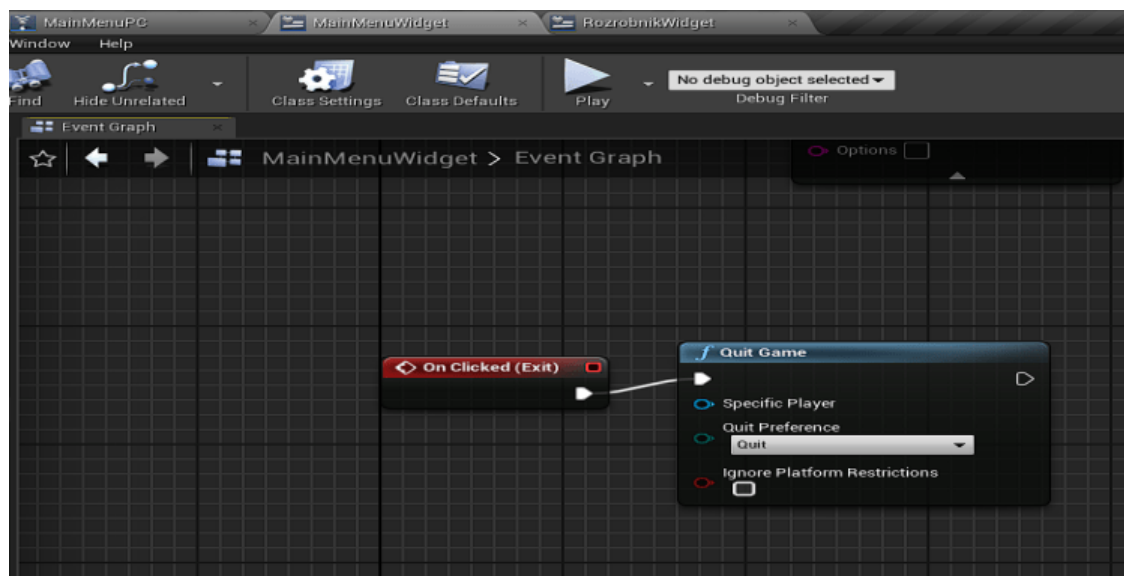 MainMenuPC
MainMenuWidget
RozrobnikWidget
Window Help
Find
Hide Unrelated
Class Settings
Class Defaults
Play
No debug object selected
Debug Filter
Event Graph
MainMenuWidget > Event Graph
Options
On Clicked (Exit)
f Quit Game
Specific Player
Quit Preference
Quit
Ignore Platform Restrictions